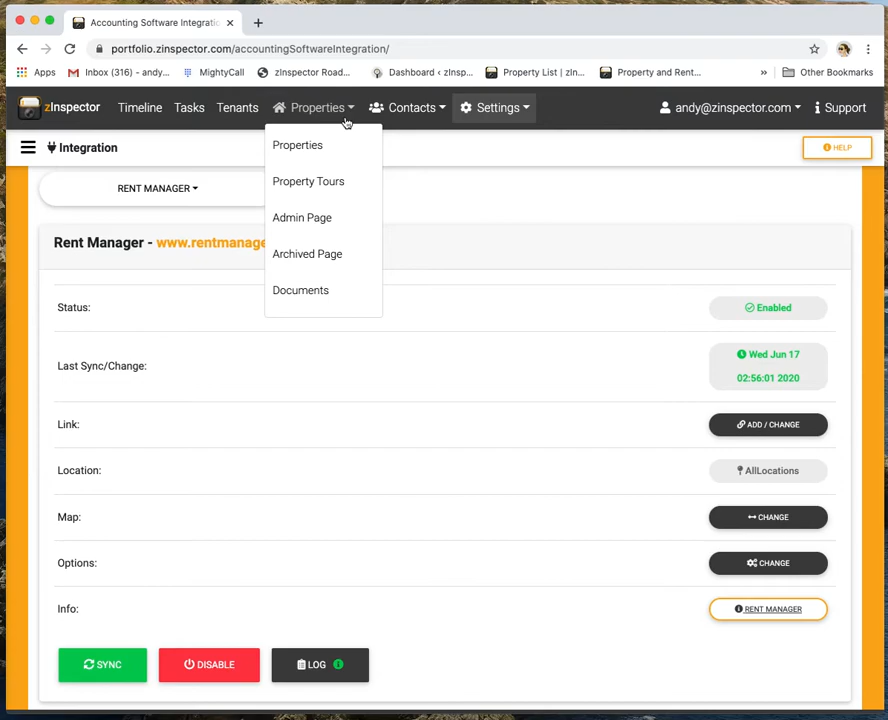 Accounting Software Integratio
portfolio.zinspector.com/accountingSoftwareIntegration/
Apps Inbox (316) - andy... MightyCall zInspector Road... Dashboard ‹ zInsp... Property List | zIn... Property and Rent... » Other Bookmarks
zInspector Timeline Tasks Tenants Properties Contacts Settings andy@zinspector.com Support
Integration HELP
Properties
Property Tours
Admin Page
Archived Page
Documents
RENT MANAGER
Rent Manager - www.rentmanage
Status: Enabled
Last Sync/Change: Wed Jun 17
02:56:01 2020
Link: ADD / CHANGE
Location: AllLocations
Map: CHANGE
Options: CHANGE
Info: RENT MANAGER
SYNC DISABLE LOG